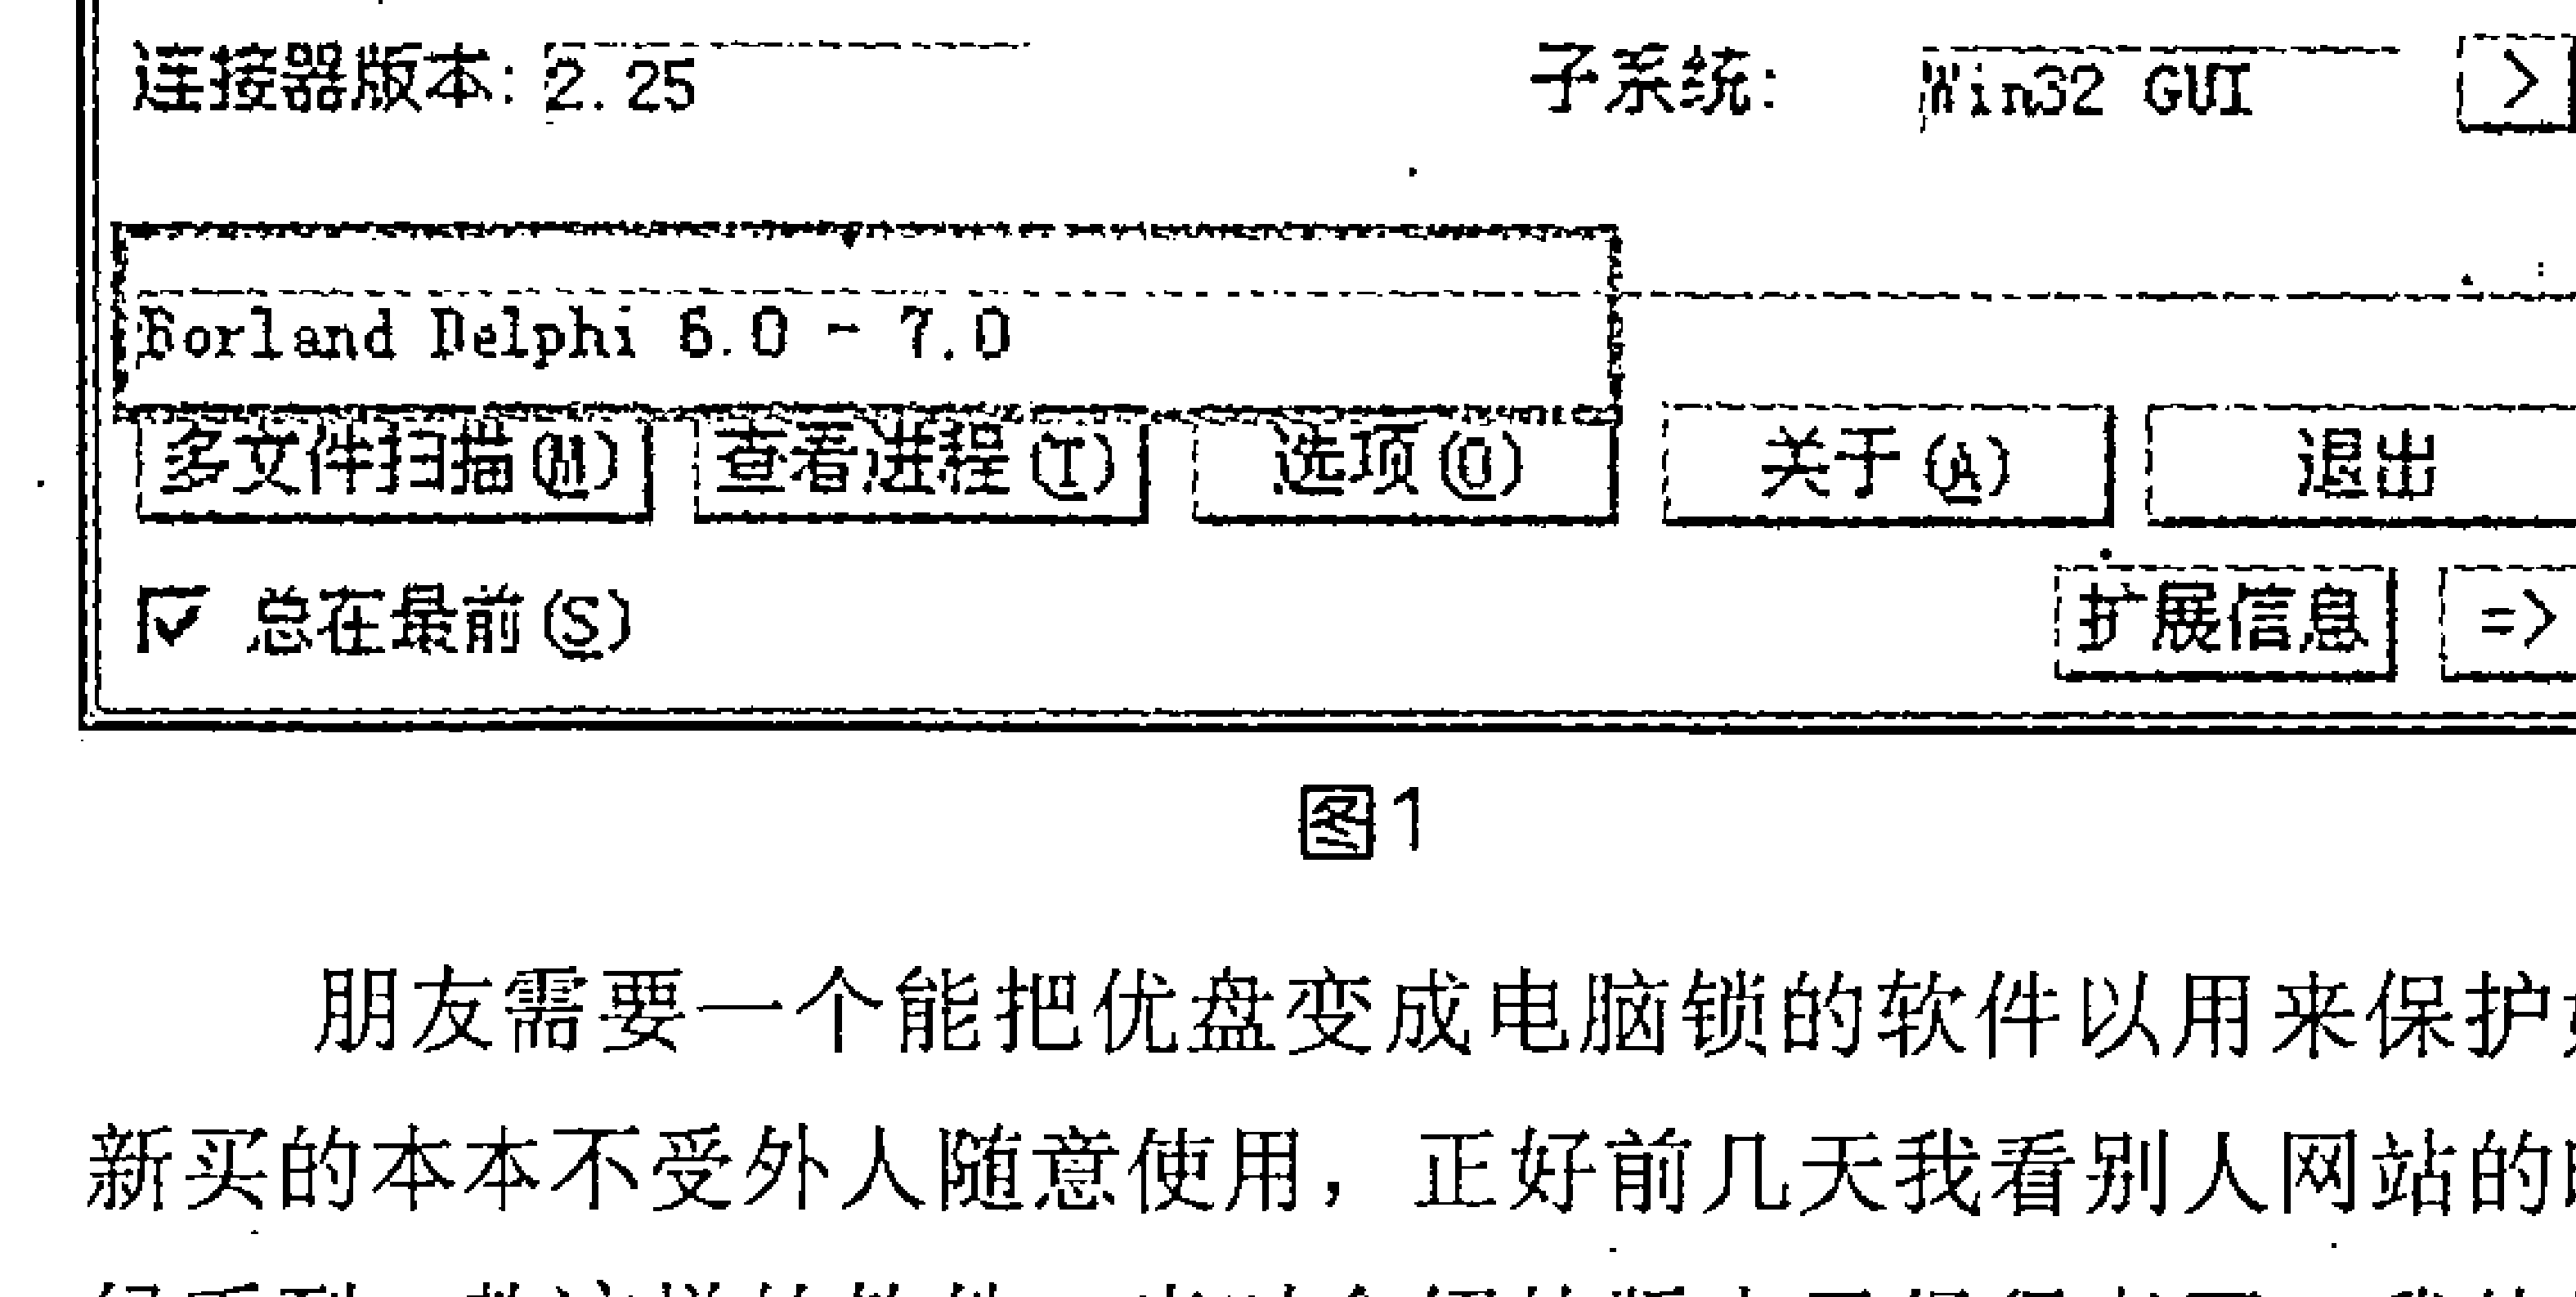 连接器版本: 2.25 子系统: Win32 GUI >
Borland Delphi 6.0 - 7.0
多文件扫描(M) 查看进程(T) 选项(O) 关于(A) 退出
总在最前(S) 扩展信息 =>
图1
朋友需要一个能把优盘变成电脑锁的软件以用来保护
新买的本本不受外人随意使用，正好前几天我看别人网站的